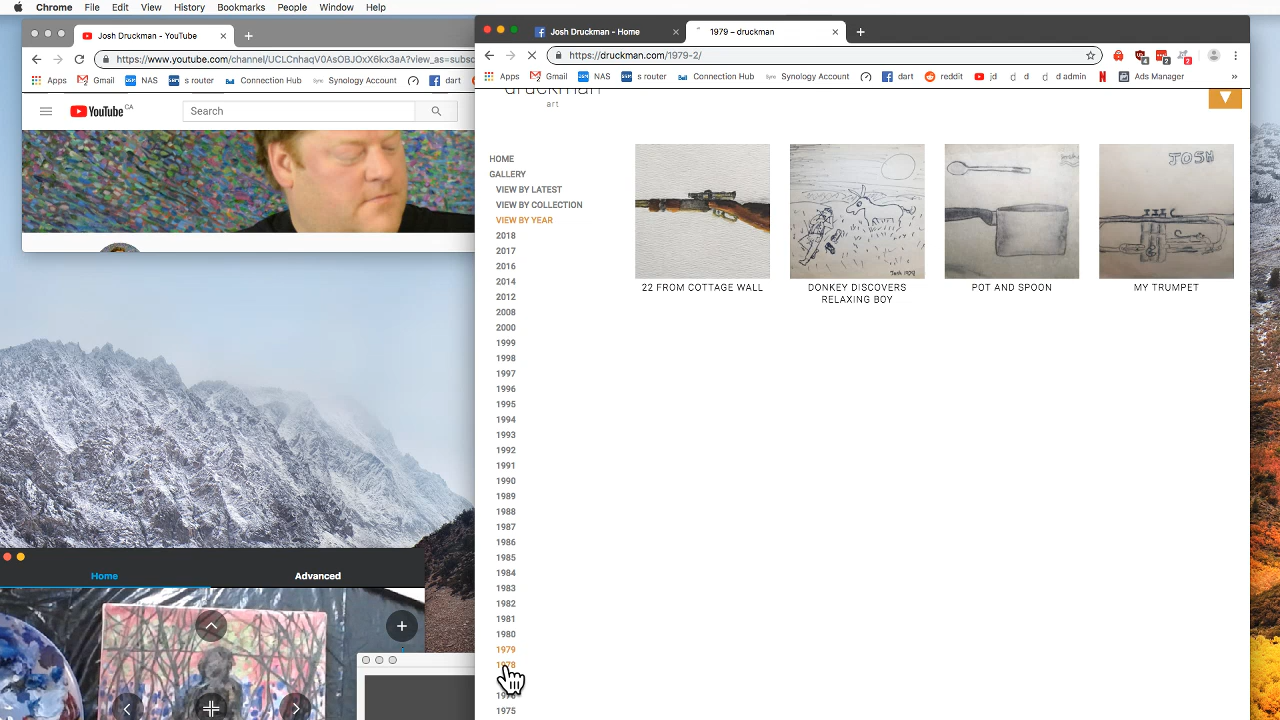 Chrome File Edit View History Bookmarks People Window Help
Josh Druckman - YouTube
https://www.youtube.com/channel/UCLCnhaqV0AsOBJOxX6kx3aA?view_as=subsc
Apps Gmail NAS s router Connection Hub Synology Account dart
YouTube CA
Search
Josh Druckman - Home
1979 – druckman
https://druckman.com/1979-2/
Apps Gmail NAS s router Connection Hub Synology Account dart reddit jd d d d admin Ads Manager
druckman
art
HOME
GALLERY
VIEW BY LATEST
VIEW BY COLLECTION
VIEW BY YEAR
2018
2017
2016
2014
2012
2008
2000
1999
1998
1997
1996
1995
1994
1993
1992
1991
1990
1989
1988
1987
1986
1985
1984
1983
1982
1981
1980
1979
1978
1976
1975
22 FROM COTTAGE WALL
DONKEY DISCOVERS
RELAXING BOY
POT AND SPOON
JOSH
MY TRUMPET
Home Advanced